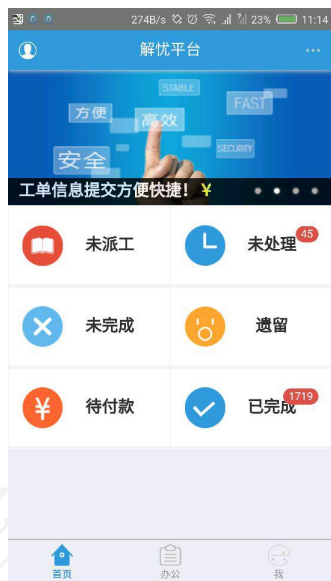 274B/s 23% 11:14
解忧平台
STABLE
方便
高效
FAST
安全
SECURITY
工单信息提交方便快捷！￥
未派工
未处理
45
未完成
遗留
待付款
已完成
1719
首页
办公
我